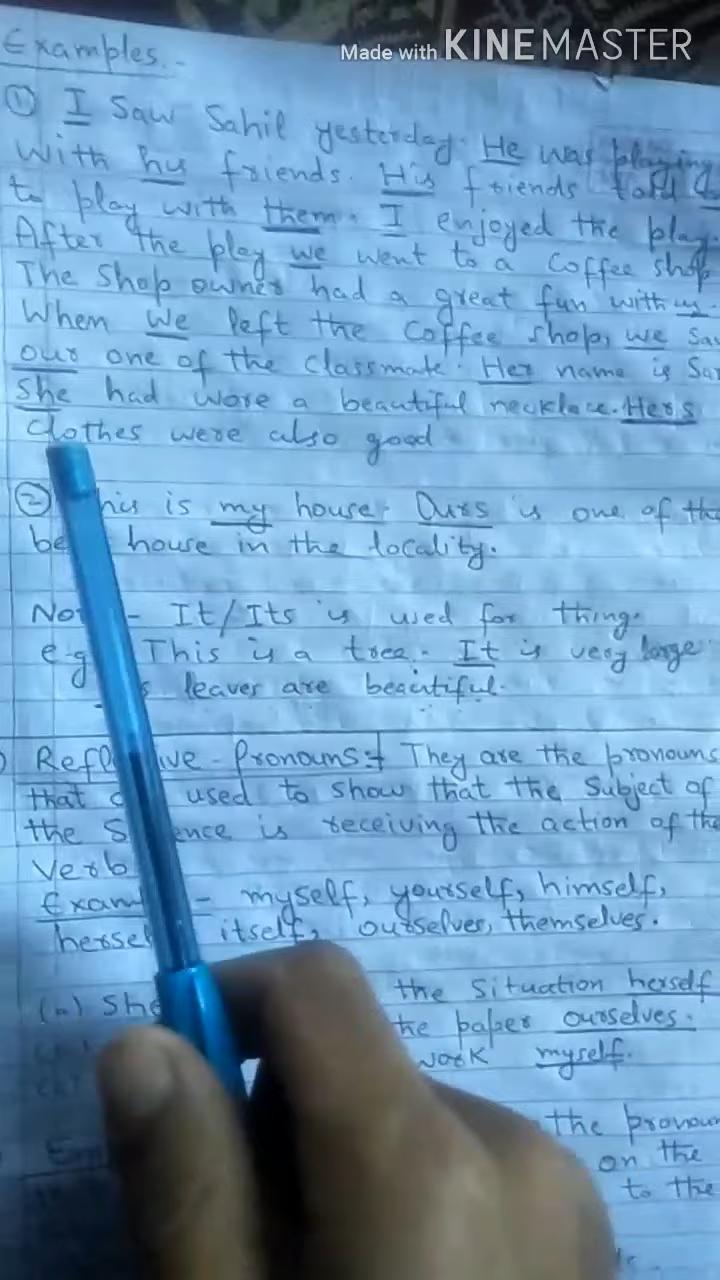 Made with KINEMASTER
Examples.-
① I Saw Sahil yesterday. He was playing
with his friends. His friends told
to play with them. I enjoyed the play.
After the play we went to a coffee shop
The shop owner had a great fun with us.
When we left the coffee shop, we
our one of the classmate. Her name is
She had wore a beautiful necklace. Hers
clothes were also good
② is my house. Ours is one of the
house in the locality.
- It/Its is used for thing.
e.g This is a tree. It is very large
leaves are beautiful.
Pronouns:- They are the pronouns
that used to show that the Subject of
the is receiving the action of the
Verb
- myself, yourself, himself,
itself, ourselves, themselves.
(a) She the situation herself
the paper ourselves.
work myself.
the
on the
to the